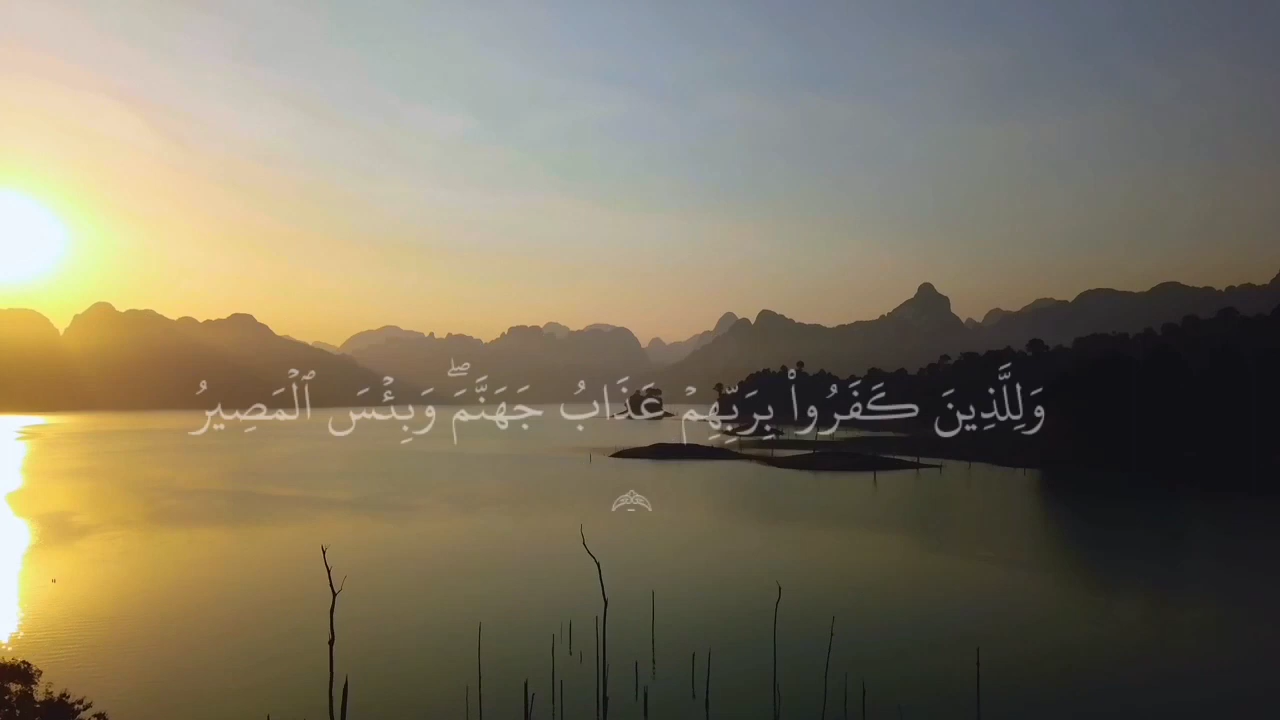 وَلِلَّذِينَ كَفَرُوا۟ بِرَبِّهِمۡ عَذَابُ جَهَنَّمَۖ وَبِئۡسَ ٱلۡمَصِيرُ